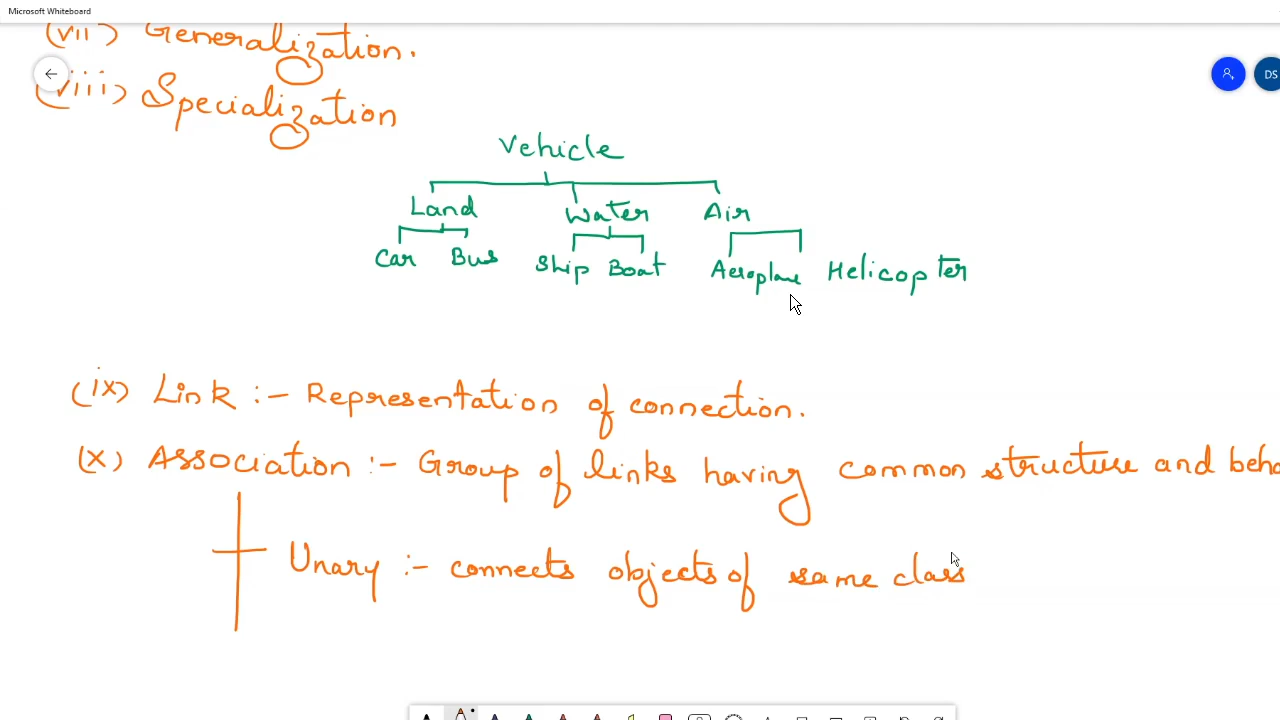 Microsoft Whiteboard
(vii) Generalization.
(viii) Specialization
DS
Vehicle
Land Water Air
Car Bus Ship Boat Aeroplane Helicopter
(ix) Link :- Representation of connection.
(x) Association :- Group of links having common structure and beha
Unary :- connects objects of same class